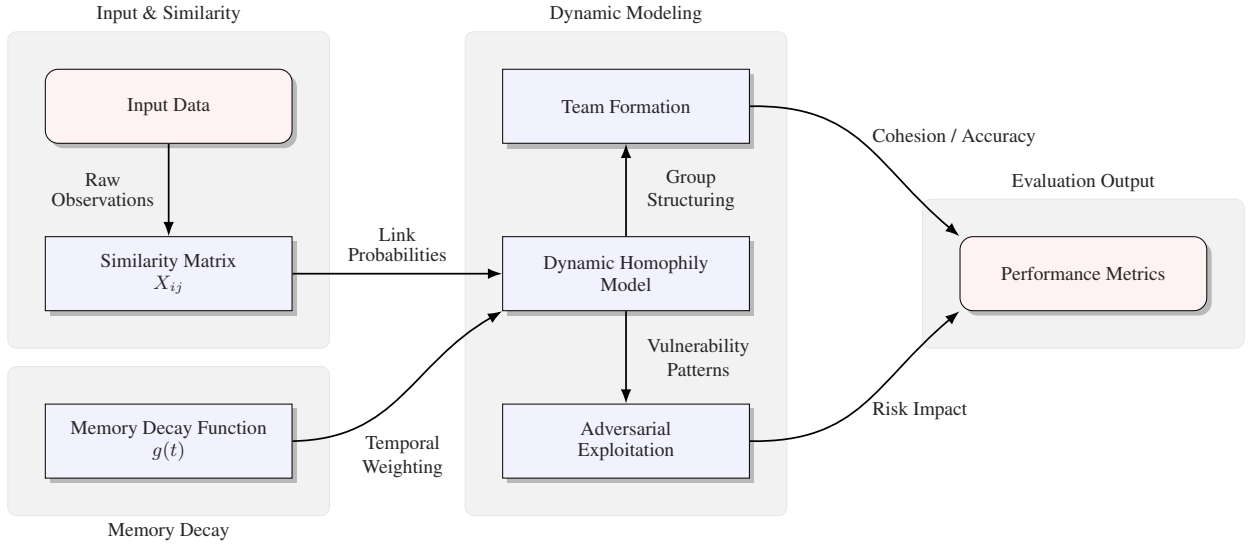 Input & Similarity
Input Data
Raw
Observations
Similarity Matrix
X_{ij}
Link
Probabilities
Memory Decay Function
g(t)
Memory Decay
Temporal
Weighting
Dynamic Modeling
Team Formation
Group
Structuring
Dynamic Homophily
Model
Vulnerability
Patterns
Adversarial
Exploitation
Cohesion / Accuracy
Evaluation Output
Performance Metrics
Risk Impact